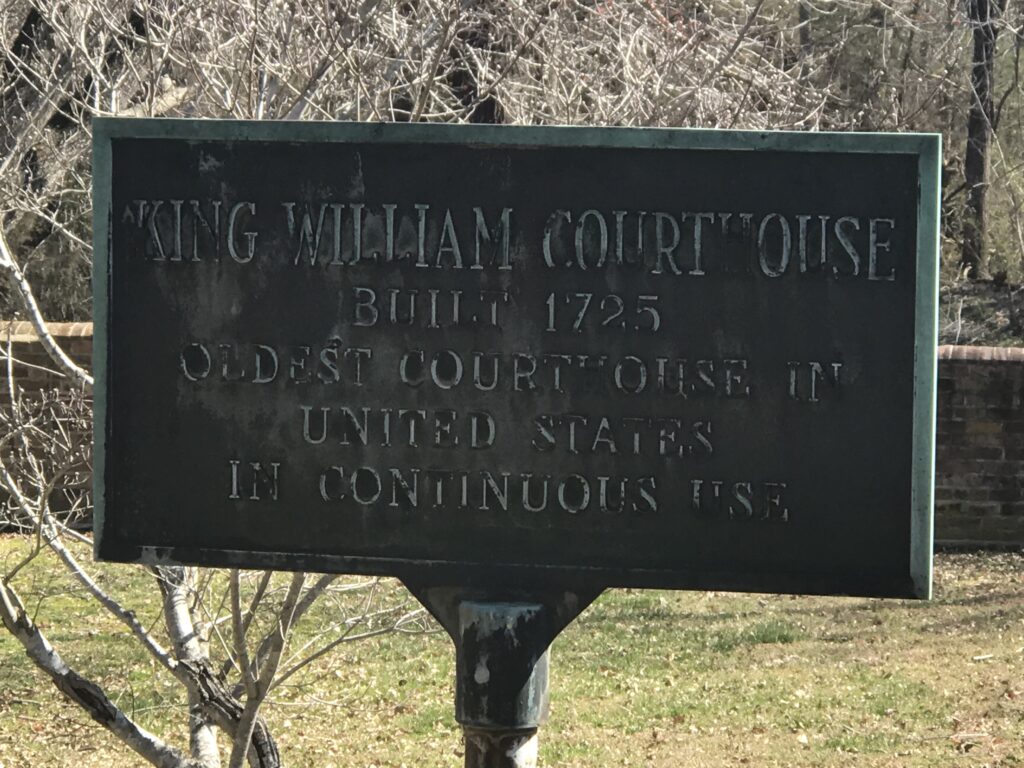 KING WILLIAM COURTHOUSE
BUILT 1725
OLDEST COURTHOUSE IN
UNITED STATES
IN CONTINUOUS USE